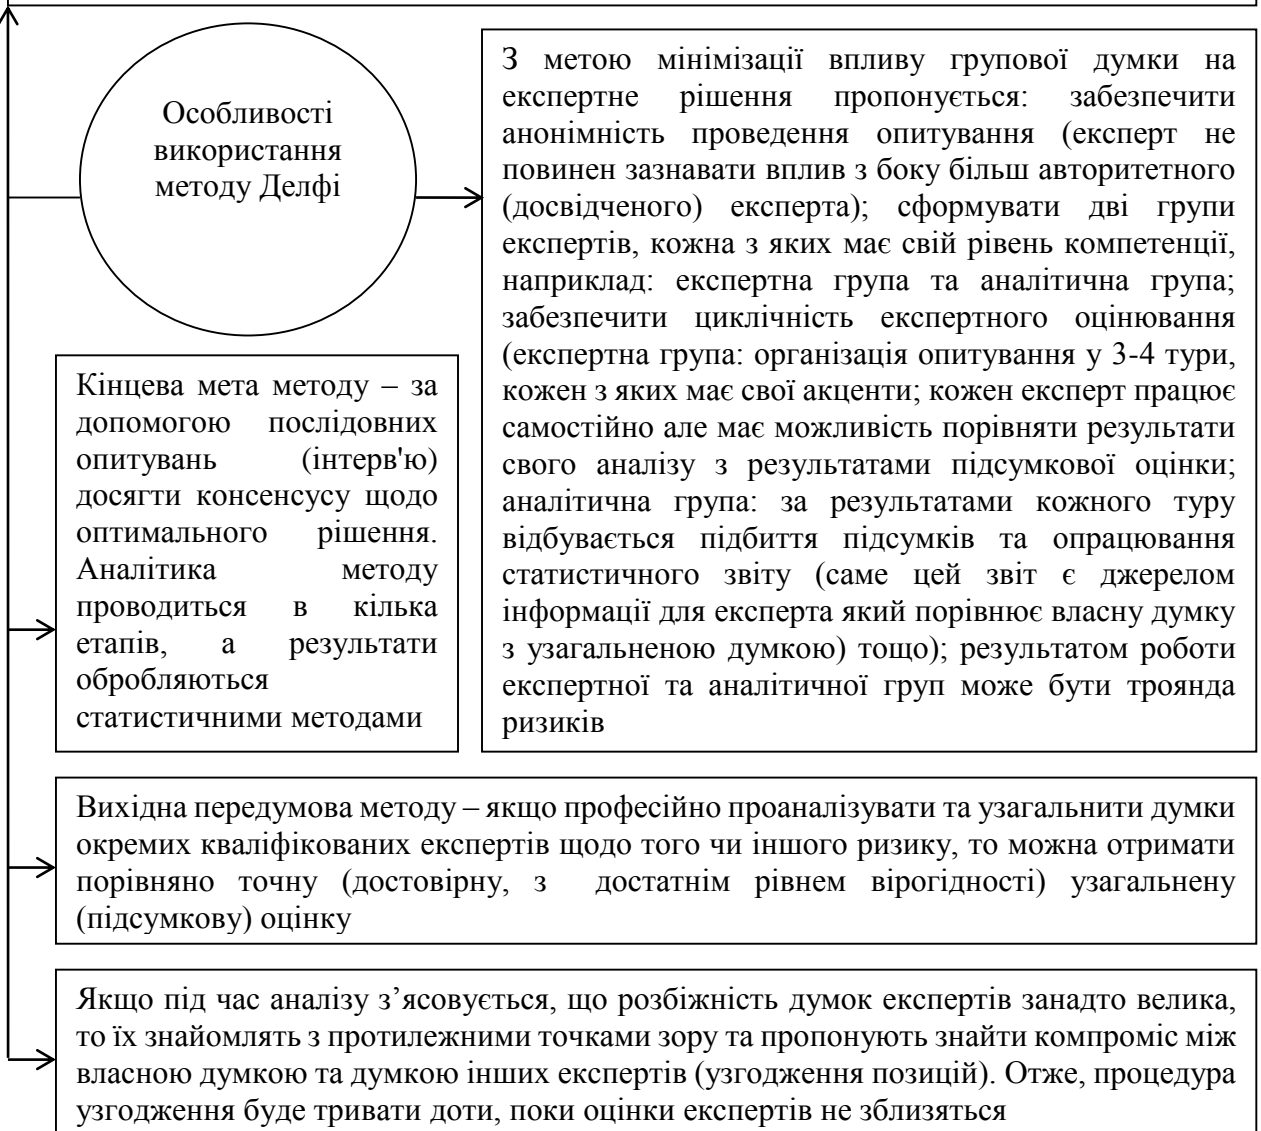 Особливості
використання
методу Делфі
З метою мінімізації впливу групової думки на
експертне рішення пропонується: забезпечити
анонімність проведення опитування (експерт не
повинен зазнавати вплив з боку більш авторитетного
(досвідченого) експерта); сформувати дві групи
експертів, кожна з яких має свій рівень компетенції,
наприклад: експертна група та аналітична група;
забезпечити циклічність експертного оцінювання
(експертна група: організація опитування у 3-4 тури,
кожен з яких має свої акценти; кожен експерт працює
самостійно але має можливість порівняти результати
свого аналізу з результатами підсумкової оцінки;
аналітична група: за результатами кожного туру
відбувається підбиття підсумків та опрацювання
статистичного звіту (саме цей звіт є джерелом
інформації для експерта який порівнює власну думку
з узагальненою думкою) тощо); результатом роботи
експертної та аналітичної груп може бути троянда
ризиків
Кінцева мета методу – за
допомогою послідовних
опитувань (інтерв'ю)
досягти консенсусу щодо
оптимального рішення.
Аналітика методу
проводиться в кілька
етапів, а результати
обробляються
статистичними методами
Вихідна передумова методу – якщо професійно проаналізувати та узагальнити думки
окремих кваліфікованих експертів щодо того чи іншого ризику, то можна отримати
порівняно точну (достовірну, з достатнім рівнем вірогідності) узагальнену
(підсумкову) оцінку
Якщо під час аналізу з’ясовується, що розбіжність думок експертів занадто велика,
то їх знайомлять з протилежними точками зору та пропонують знайти компроміс між
власною думкою та думкою інших експертів (узгодження позицій). Отже, процедура
узгодження буде тривати доти, поки оцінки експертів не зблизяться